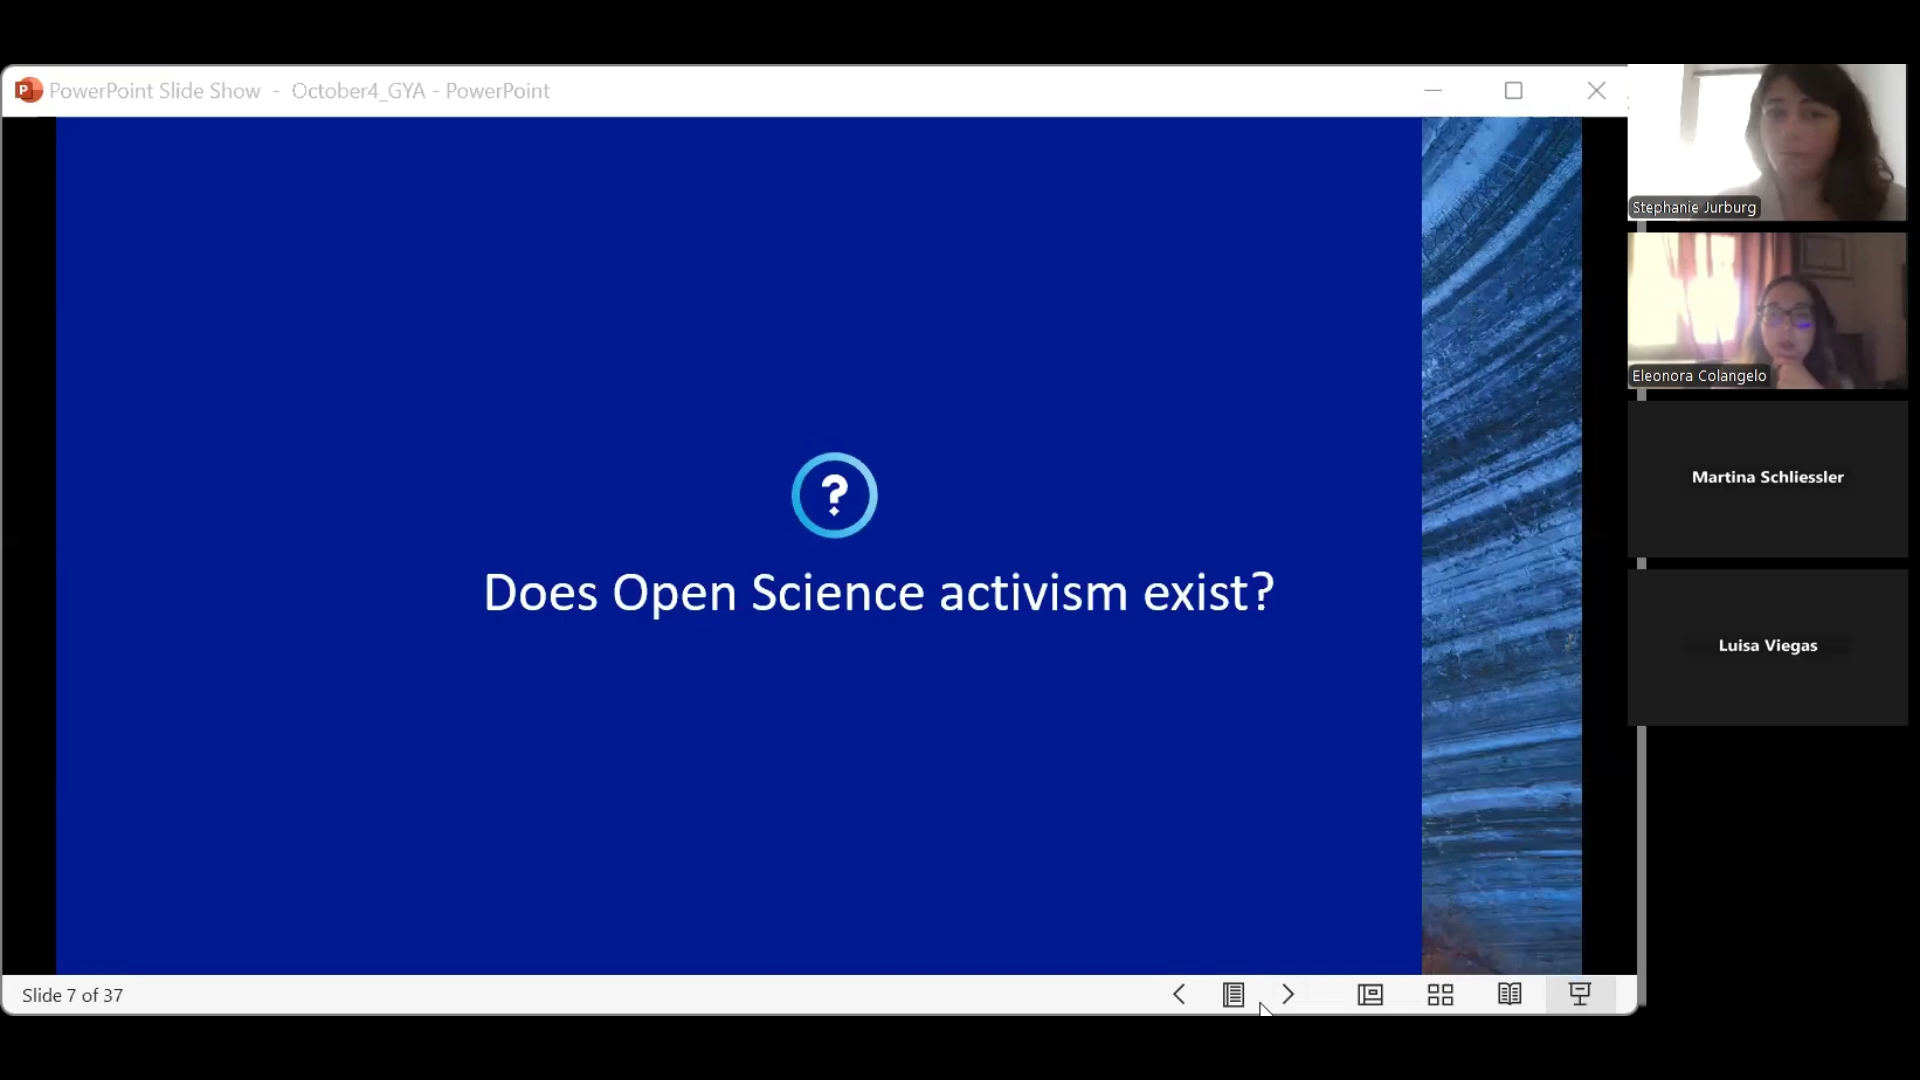 PowerPoint Slide Show - October4_GYA - PowerPoint
Stephanie Jurburg
Eleonora Colangelo
Martina Schliessler
Luisa Viegas
?
Does Open Science activism exist?
Slide 7 of 37